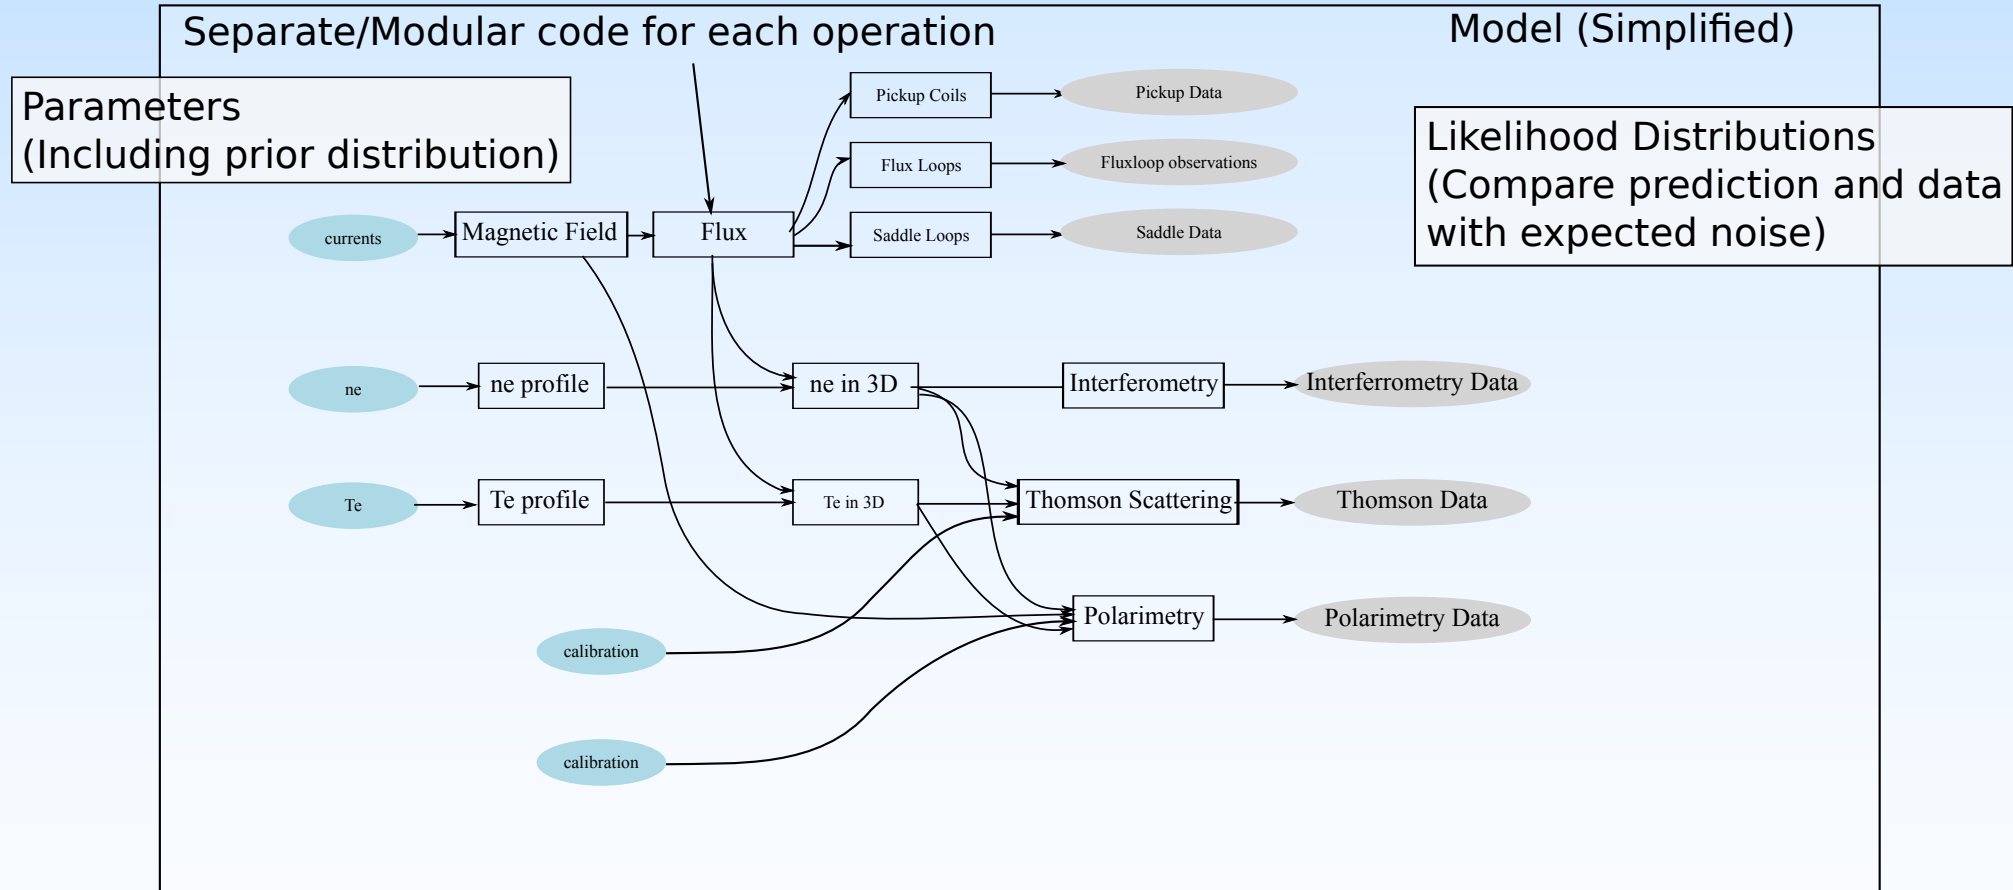 Separate/Modular code for each operation
Model (Simplified)
Parameters
(Including prior distribution)
Likelihood Distributions
(Compare prediction and data
with expected noise)
Pickup Coils
Pickup Data
Flux Loops
Fluxloop observations
currents
Magnetic Field
Flux
Saddle Loops
Saddle Data
ne
ne profile
ne in 3D
Interferometry
Interferrometry Data
Te
Te profile
Te in 3D
Thomson Scattering
Thomson Data
Polarimetry
Polarimetry Data
calibration
calibration